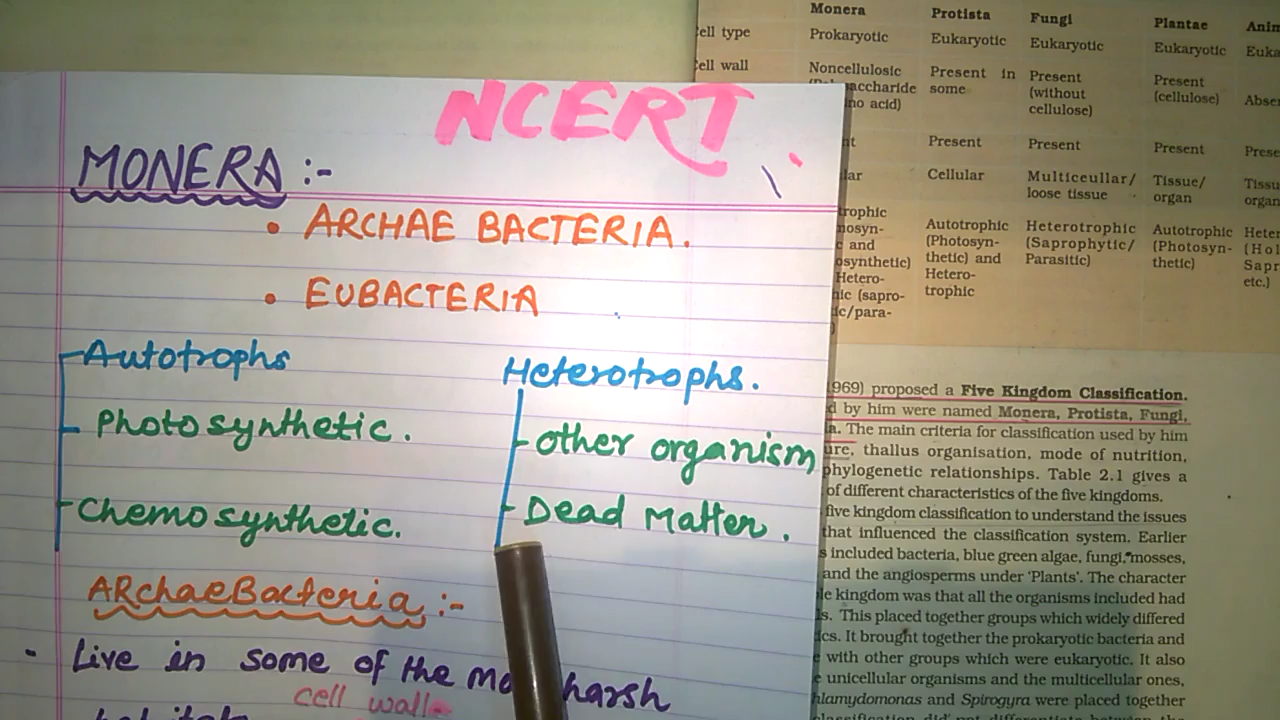 NCERT
MONERA :-
• ARCHAE BACTERIA.
• EUBACTERIA
Autotrophs
Photosynthetic.
Chemosynthetic.
Heterotrophs.
other organism
Dead Matter.
ARchaeBacteria :-
- Live in some of the harsh
cell wall
Monera Protista Fungi Plantae
Cell type Prokaryotic Eukaryotic Eukaryotic Eukaryotic
Cell wall Noncellulosic Present in Present Present
some (without (cellulose)
cellulose)
Present Present Present
Cellular Multiceullar/ Tissue/
loose tissue organ
Autotrophic Heterotrophic Autotrophic
(Photosyn- (Saprophytic/ (Photosyn-
thetic) and Parasitic) thetic)
Hetero-
trophic
etc.)
1969) proposed a Five Kingdom Classification.
by him were named Monera, Protista, Fungi,
The main criteria for classification used by him
thallus organisation, mode of nutrition,
phylogenetic relationships. Table 2.1 gives a
of different characteristics of the five kingdoms.
five kingdom classification to understand the issues
that influenced the classification system. Earlier
included bacteria, blue green algae, fungi, mosses,
and the angiosperms under 'Plants'. The character
kingdom was that all the organisms included had
This placed together groups which widely differed
It brought together the prokaryotic bacteria and
with other groups which were eukaryotic. It also
unicellular organisms and the multicellular ones,
hlamydomonas and Spirogyra were placed together